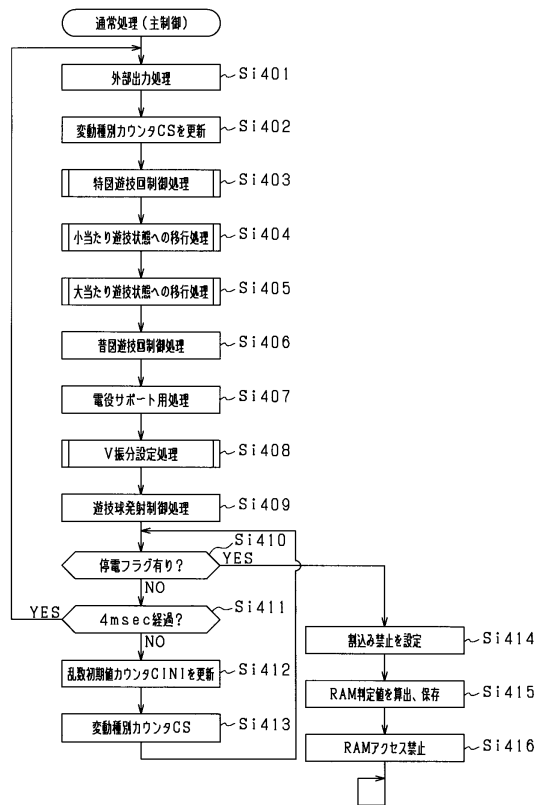 通常処理(主制御)
外部出力処理
Si401
変動種別カウンタCSを更新
Si402
特図遊技回制御処理
Si403
小当たり遊技状態への移行処理
Si404
大当たり遊技状態への移行処理
Si405
普図遊技回制御処理
Si406
電役サポート用処理
Si407
V振分設定処理
Si408
遊技球発射制御処理
Si409
停電フラグ有り?
Si410
YES
NO
4msec経過?
Si411
YES
NO
乱数初期値カウンタCINIを更新
Si412
変動種別カウンタCS
Si413
割込み禁止を設定
Si414
RAM判定値を算出、保存
Si415
RAMアクセス禁止
Si416